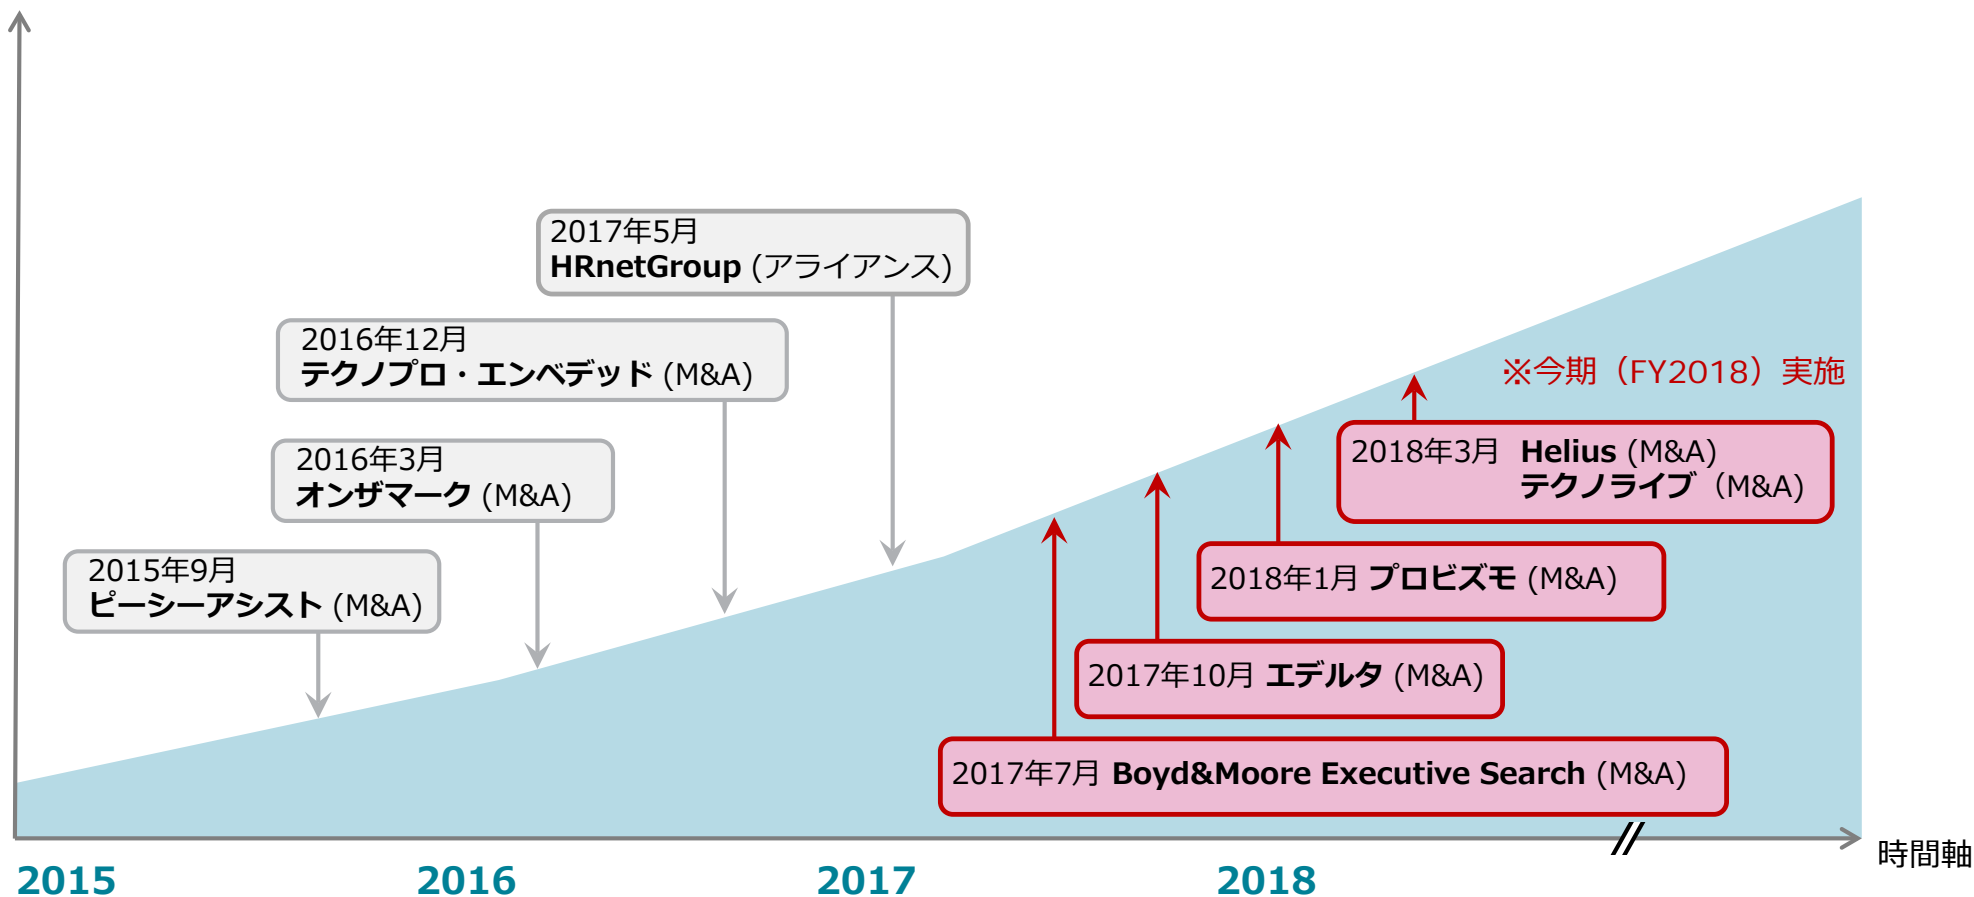 2017年5月
HRnetGroup (アライアンス)
2016年12月
テクノプロ・エンベデッド (M&A)
2016年3月
オンザマーク (M&A)
2015年9月
ピーシーアシスト (M&A)
※今期（FY2018）実施
2018年3月 Helius (M&A)
テクノライブ（M&A)
2018年1月 プロビズモ (M&A)
2017年10月 エデルタ (M&A)
2017年7月 Boyd&Moore Executive Search (M&A)
時間軸
2015 2016 2017 2018